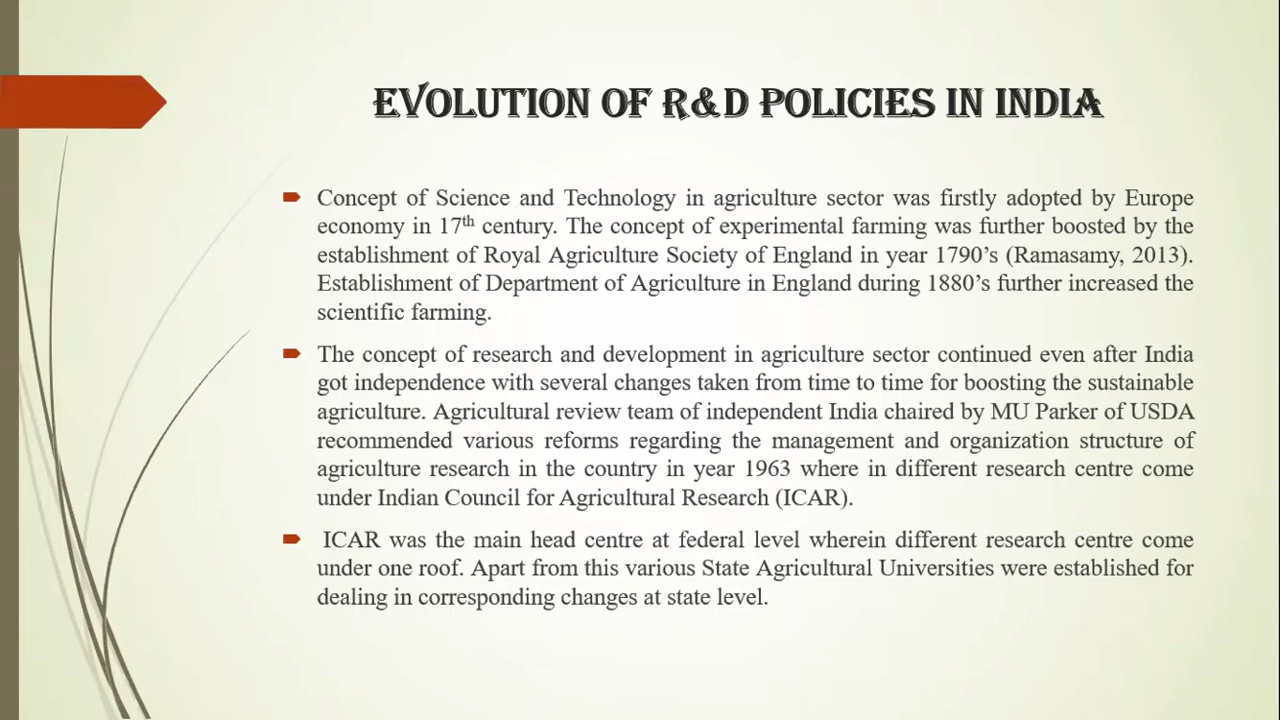 EVOLUTION OF R&D POLICIES IN INDIA
Concept of Science and Technology in agriculture sector was firstly adopted by Europe
economy in 17th century. The concept of experimental farming was further boosted by the
establishment of Royal Agriculture Society of England in year 1790's (Ramasamy, 2013).
Establishment of Department of Agriculture in England during 1880's further increased the
scientific farming.
The concept of research and development in agriculture sector continued even after India
got independence with several changes taken from time to time for boosting the sustainable
agriculture. Agricultural review team of independent India chaired by MU Parker of USDA
recommended various reforms regarding the management and organization structure of
agriculture research in the country in year 1963 where in different research centre come
under Indian Council for Agricultural Research (ICAR).
ICAR was the main head centre at federal level wherein different research centre come
under one roof. Apart from this various State Agricultural Universities were established for
dealing in corresponding changes at state level.